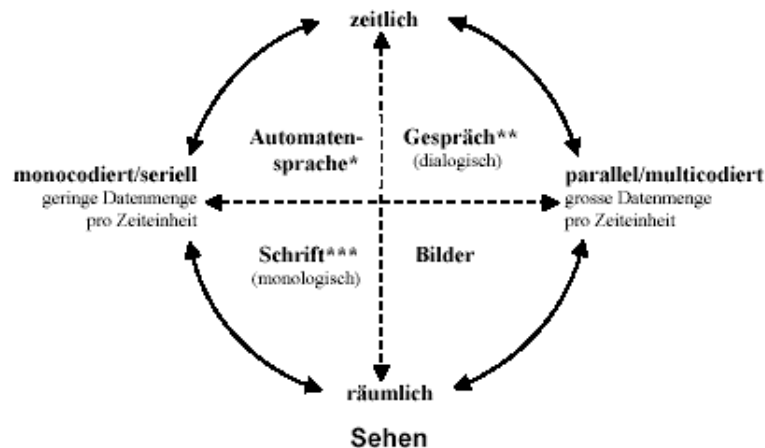 zeitlich
Automaten-
sprache*
Gespräch**
(dialogisch)
monocodiert/seriell
geringe Datenmenge
pro Zeiteinheit
parallel/multicodiert
grosse Datenmenge
pro Zeiteinheit
Schrift***
(monologisch)
Bilder
räumlich
Sehen